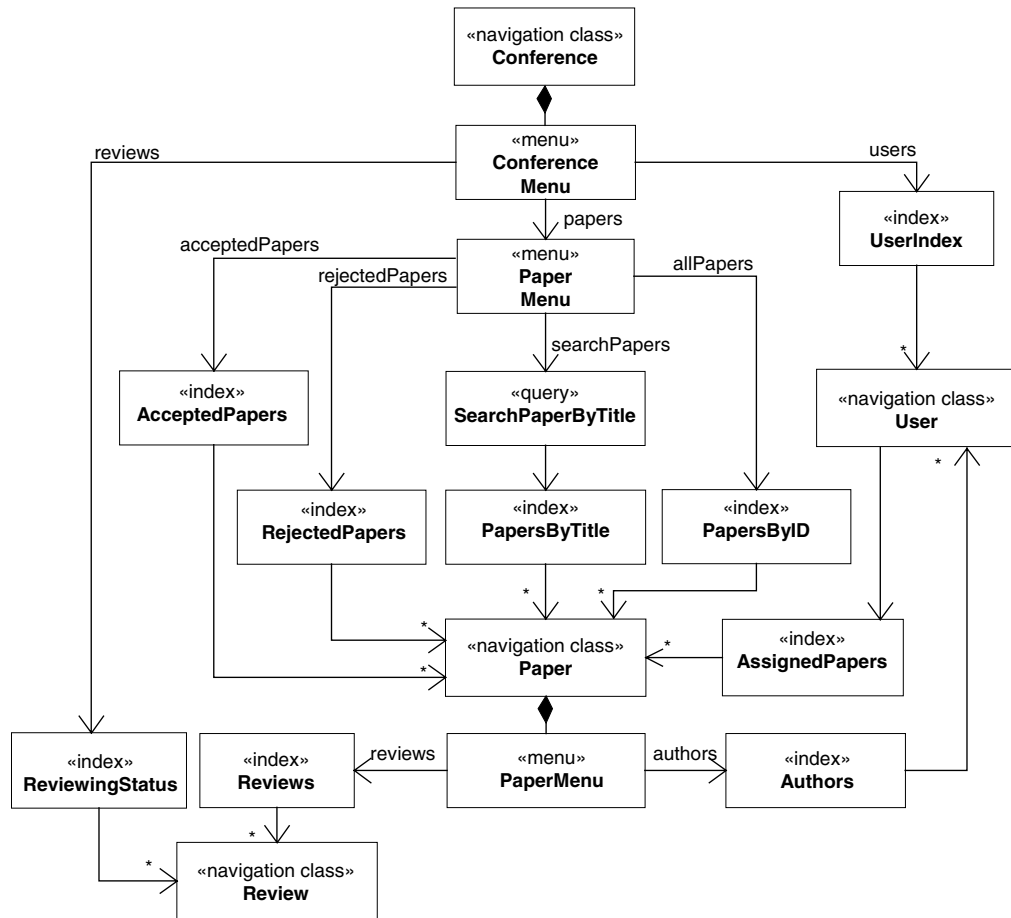 «navigation class»
Conference
reviews
«menu»
Conference
Menu
users
papers
«index»
UserIndex
acceptedPapers
rejectedPapers
«menu»
Paper
Menu
allPapers
searchPapers
*
«index»
AcceptedPapers
«query»
SearchPaperByTitle
«navigation class»
User
*
*
«index»
RejectedPapers
«index»
PapersByTitle
«index»
PapersByID
*
*
*
*
«navigation class»
Paper
*
«index»
AssignedPapers
«index»
ReviewingStatus
«index»
Reviews
reviews
«menu»
PaperMenu
authors
«index»
Authors
*
*
«navigation class»
Review